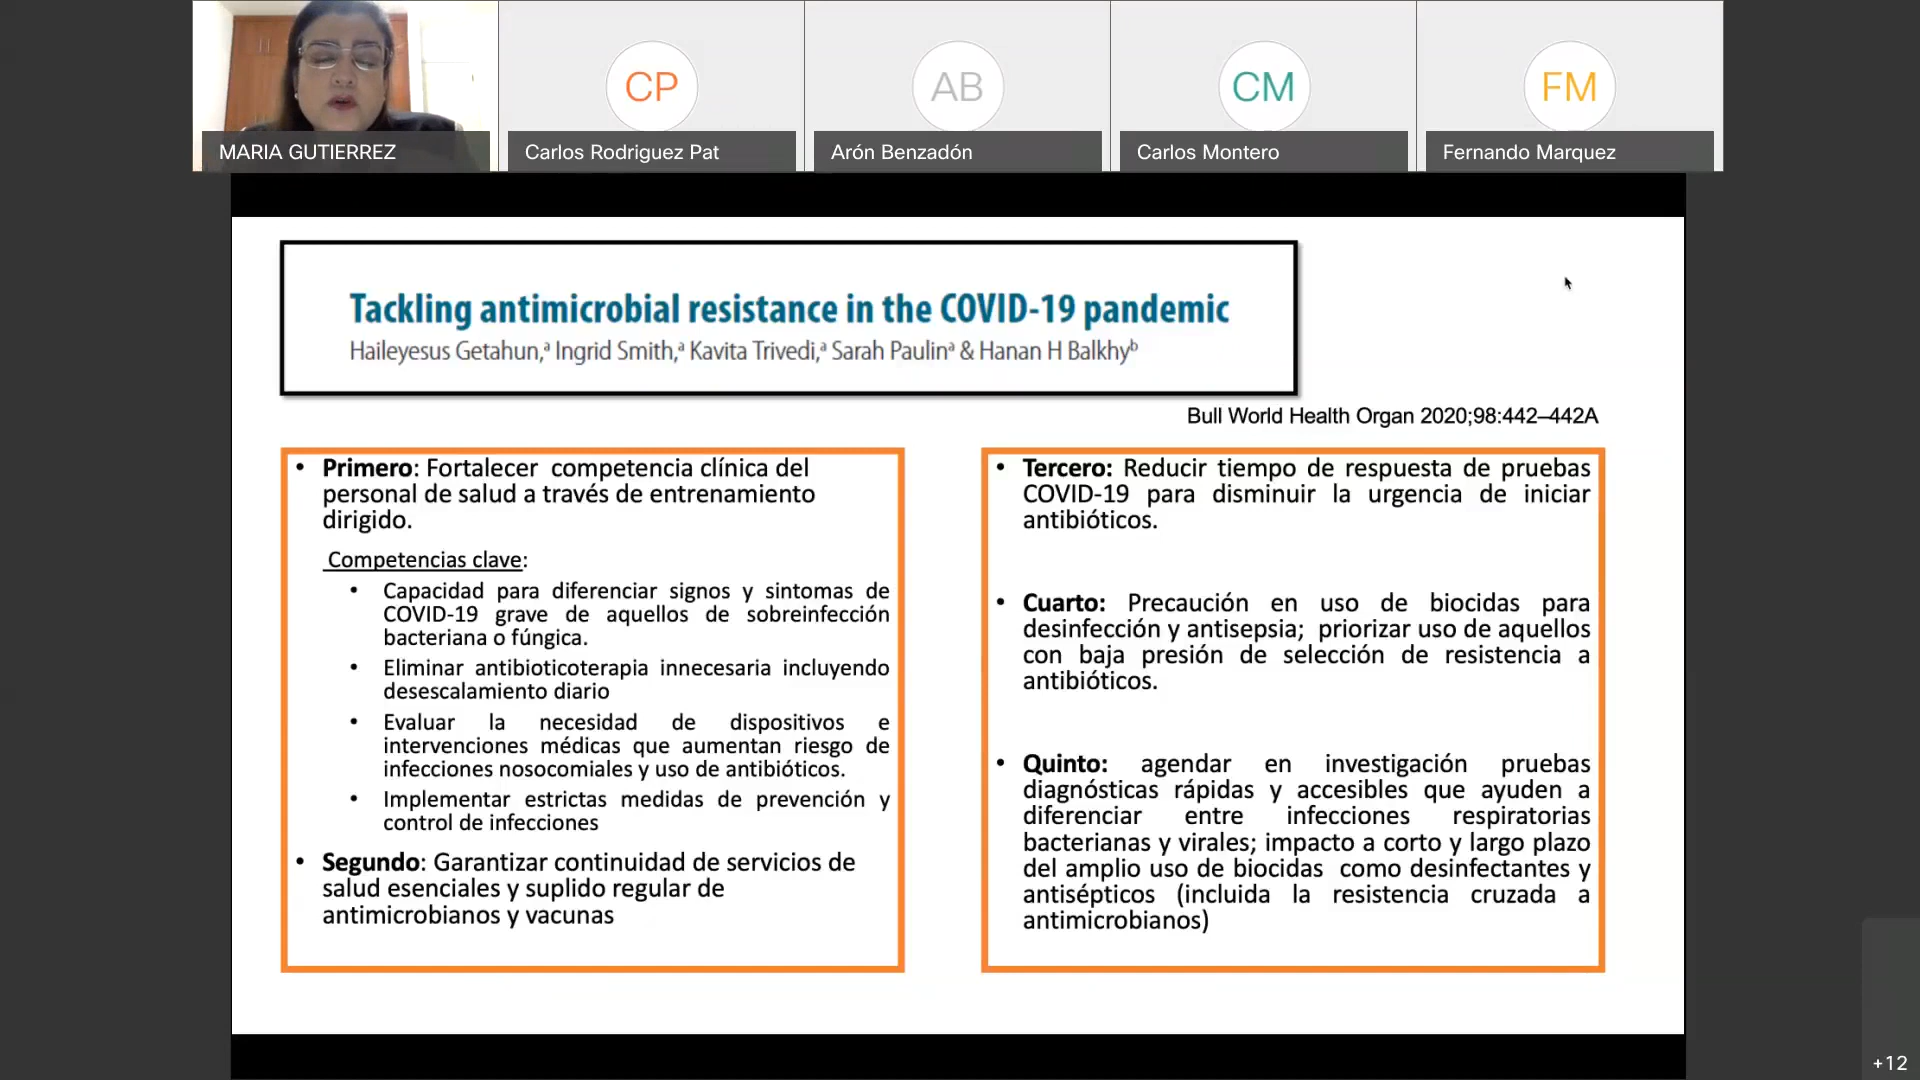 CP
AB
CM
FM
MARIA GUTIERREZ
Carlos Rodriguez Pat
Arón Benzadón
Carlos Montero
Fernando Marquez
Tackling antimicrobial resistance in the COVID-19 pandemic
Haileyesus Getahun,ª Ingrid Smith,ª Kavita Trivedi,ª Sarah Paulinª & Hanan H Balkhyᵇ
Bull World Health Organ 2020;98:442–442A
• Primero: Fortalecer competencia clínica del
personal de salud a través de entrenamiento
dirigido.
Competencias clave:
• Capacidad para diferenciar signos y sintomas de
COVID-19 grave de aquellos de sobreinfección
bacteriana o fúngica.
• Eliminar antibioticoterapia innecesaria incluyendo
desescalamiento diario
• Evaluar la necesidad de dispositivos e
intervenciones médicas que aumentan riesgo de
infecciones nosocomiales y uso de antibióticos.
• Implementar estrictas medidas de prevención y
control de infecciones
• Segundo: Garantizar continuidad de servicios de
salud esenciales y suplido regular de
antimicrobianos y vacunas
• Tercero: Reducir tiempo de respuesta de pruebas
COVID-19 para disminuir la urgencia de iniciar
antibióticos.
• Cuarto: Precaución en uso de biocidas para
desinfección y antisepsia; priorizar uso de aquellos
con baja presión de selección de resistencia a
antibióticos.
• Quinto: agendar en investigación pruebas
diagnósticas rápidas y accesibles que ayuden a
diferenciar entre infecciones respiratorias
bacterianas y virales; impacto a corto y largo plazo
del amplio uso de biocidas como desinfectantes y
antisépticos (incluida la resistencia cruzada a
antimicrobianos)
+12